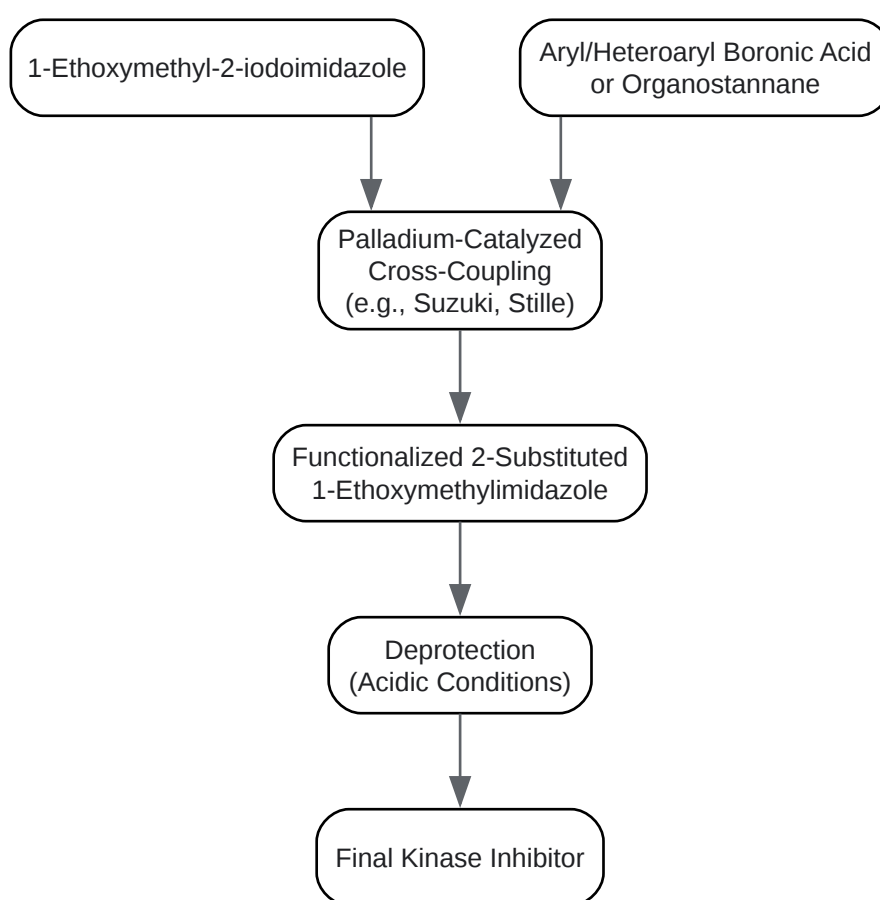 1-Ethoxymethyl-2-iodoimidazole
Aryl/Heteroaryl Boronic Acid
or Organostannane
Palladium-Catalyzed
Cross-Coupling
(e.g., Suzuki, Stille)
Functionalized 2-Substituted
1-Ethoxymethylimidazole
Deprotection
(Acidic Conditions)
Final Kinase Inhibitor